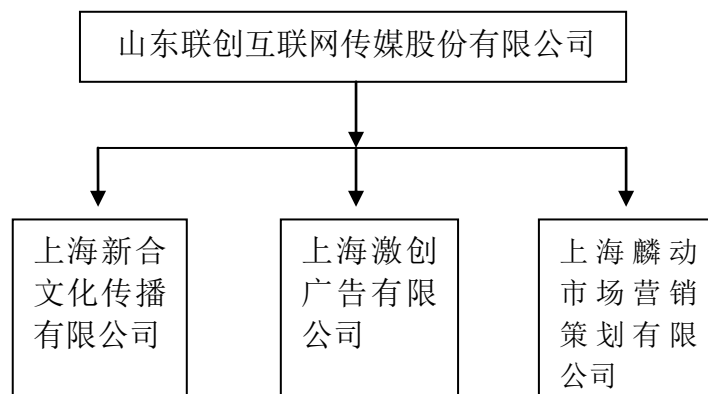 山东联创互联网传媒股份有限公司
上海新合
文化传播
有限公司
上海激创
广告有限
公司
上海麟动
市场营销
策划有限
公司